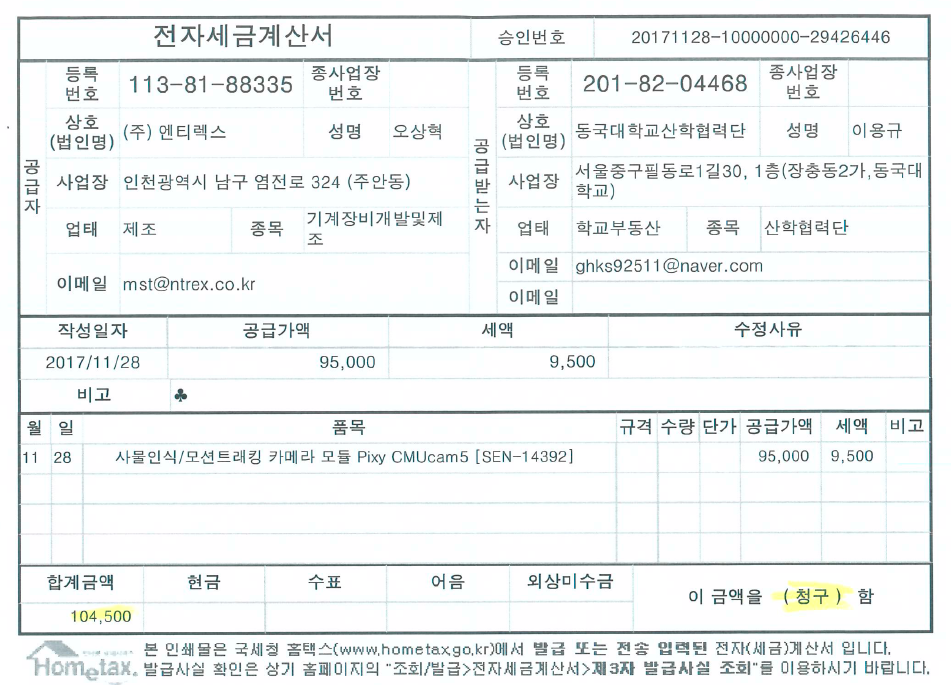 전자세금계산서 승인번호 20171128-10000000-29426446
공급자
등록번호 113-81-88335 종사업장번호
상호(법인명) (주) 엔티렉스 성명 오상혁
사업장 인천광역시 남구 염전로 324 (주안동)
업태 제조 종목 기계장비개발및제조
이메일 mst@ntrex.co.kr
공급받는자
등록번호 201-82-04468 종사업장번호
상호(법인명) 동국대학교산학협력단 성명 이용규
사업장 서울중구필동로1길30, 1층(장충동2가,동국대학교)
업태 학교부동산 종목 산학협력단
이메일 ghks92511@naver.com
이메일
작성일자 공급가액 세액 수정사유
2017/11/28 95,000 9,500
비고 ♣
월 일 품목 규격 수량 단가 공급가액 세액 비고
11 28 사물인식/모션트래킹 카메라 모듈 Pixy CMUcam5 [SEN-14392] 95,000 9,500
합계금액 현금 수표 어음 외상미수금 이 금액을 ( 청구 ) 함
104,500
Hometax. 본 인쇄물은 국세청 홈택스(www.hometax.go.kr)에서 발급 또는 전송 입력된 전자(세금)계산서 입니다.
발급사실 확인은 상기 홈페이지의 "조회/발급>전자세금계산서>제3자 발급사실 조회"를 이용하시기 바랍니다.